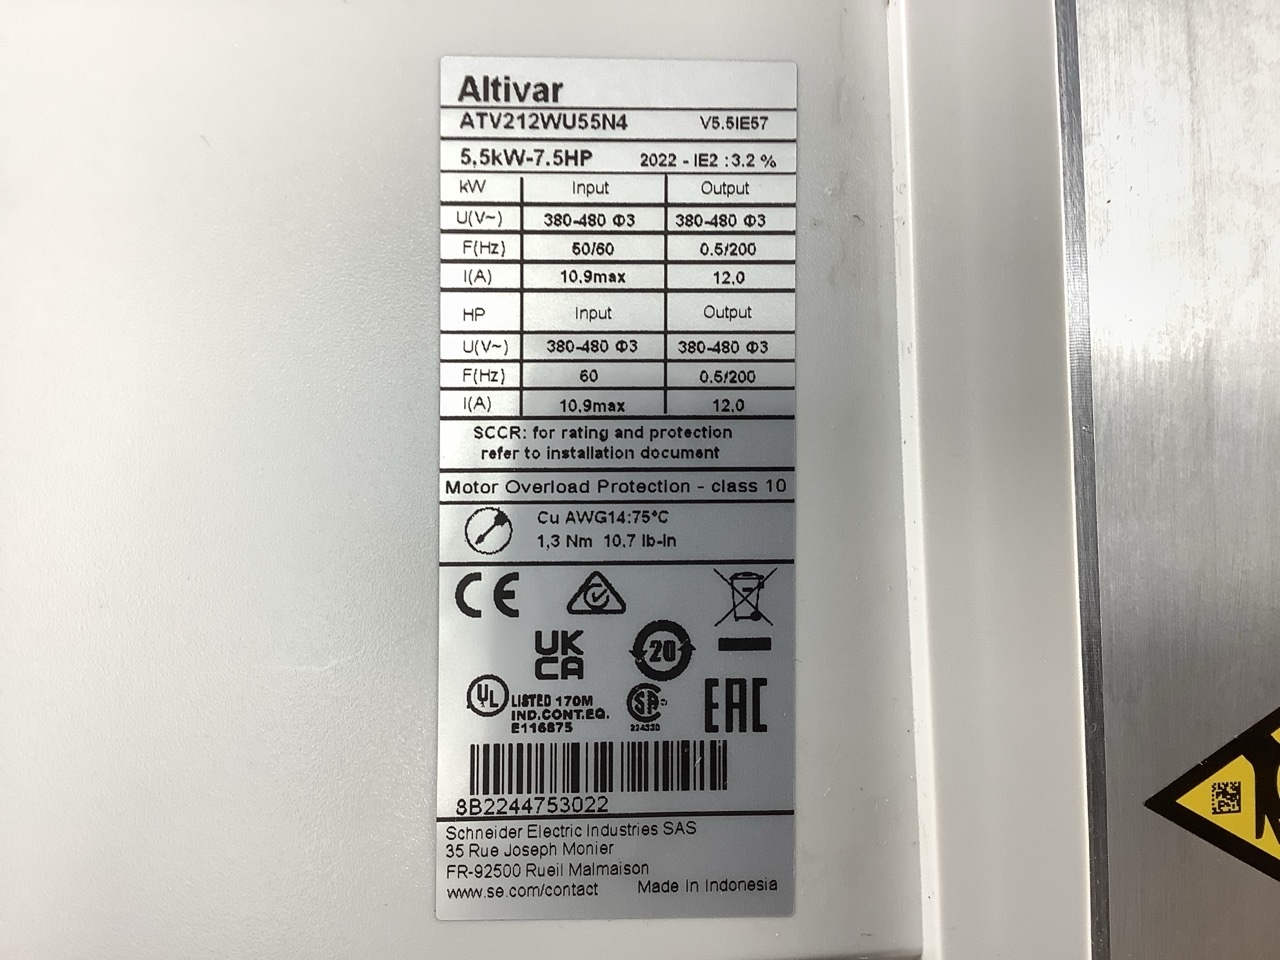 Altivar
ATV212WU55N4 V5.5IE57
5,5kW-7.5HP 2022 - IE2 : 3.2 %
kW Input Output
U(V~) 380-480 Φ3 380-480 Φ3
F(Hz) 50/60 0.5/200
I(A) 10,9max 12,0
HP Input Output
U(V~) 380-480 Φ3 380-480 Φ3
F(Hz) 60 0.5/200
I(A) 10,9max 12,0
SCCR: for rating and protection
refer to installation document
Motor Overload Protection - class 10
Cu AWG14:75°C
1,3 Nm 10,7 lb-in
CE
UK
CA
20
UL LISTED 170M
IND.CONT.EQ.
E116875
SA
EAC
8B2244753022
Schneider Electric Industries SAS
35 Rue Joseph Monier
FR-92500 Rueil Malmaison
www.se.com/contact Made in Indonesia